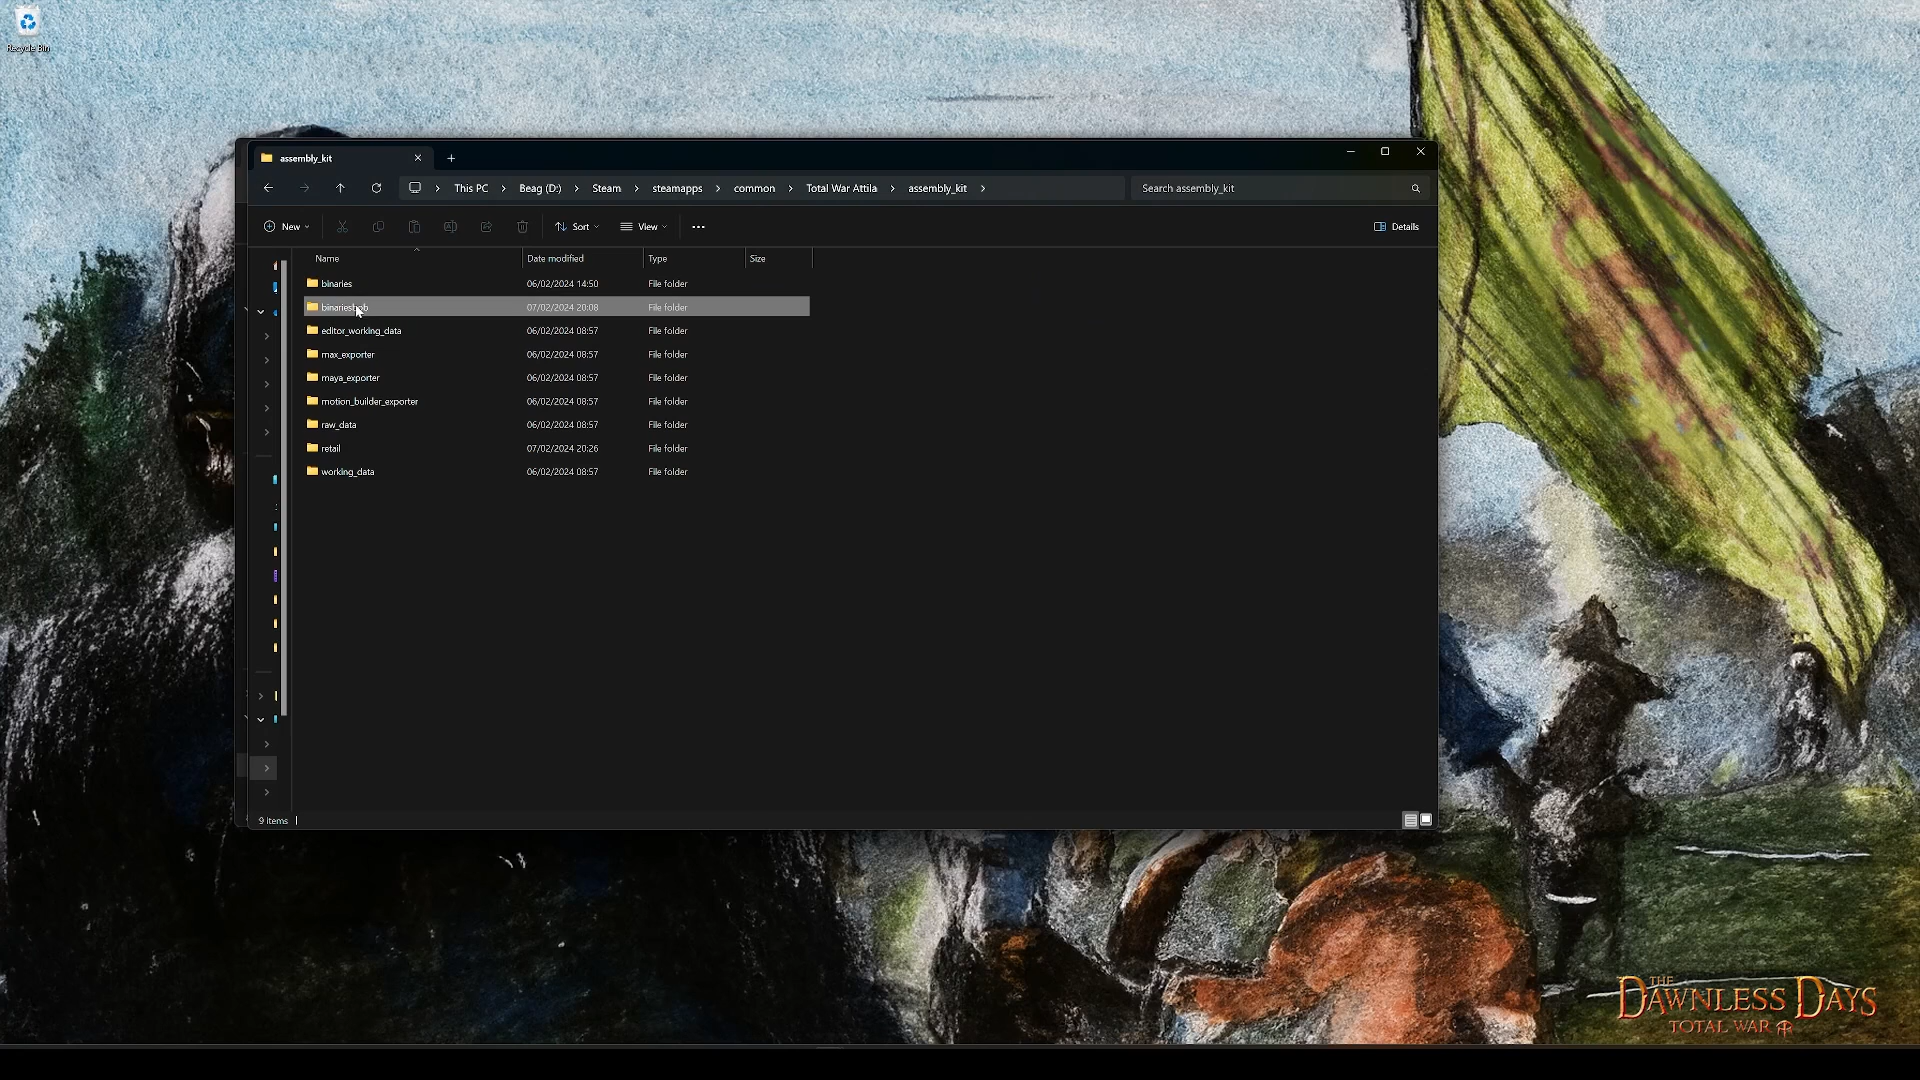 Recycle Bin
assembly_kit
This PC
Beag (D:)
Steam
steamapps
common
Total War Attila
assembly_kit
Search assembly_kit
New
Sort
View
Details
Name Date modified Type Size
binaries 06/02/2024 14:50 File folder
07/02/2024 20:08 File folder
editor_working_data 06/02/2024 08:57 File folder
max_exporter 06/02/2024 08:57 File folder
maya_exporter 06/02/2024 08:57 File folder
motion_builder_exporter 06/02/2024 08:57 File folder
raw_data 06/02/2024 08:57 File folder
retail 07/02/2024 20:26 File folder
working_data 06/02/2024 08:57 File folder
9 items
THE
DAWNLESS DAYS
TOTAL WAR